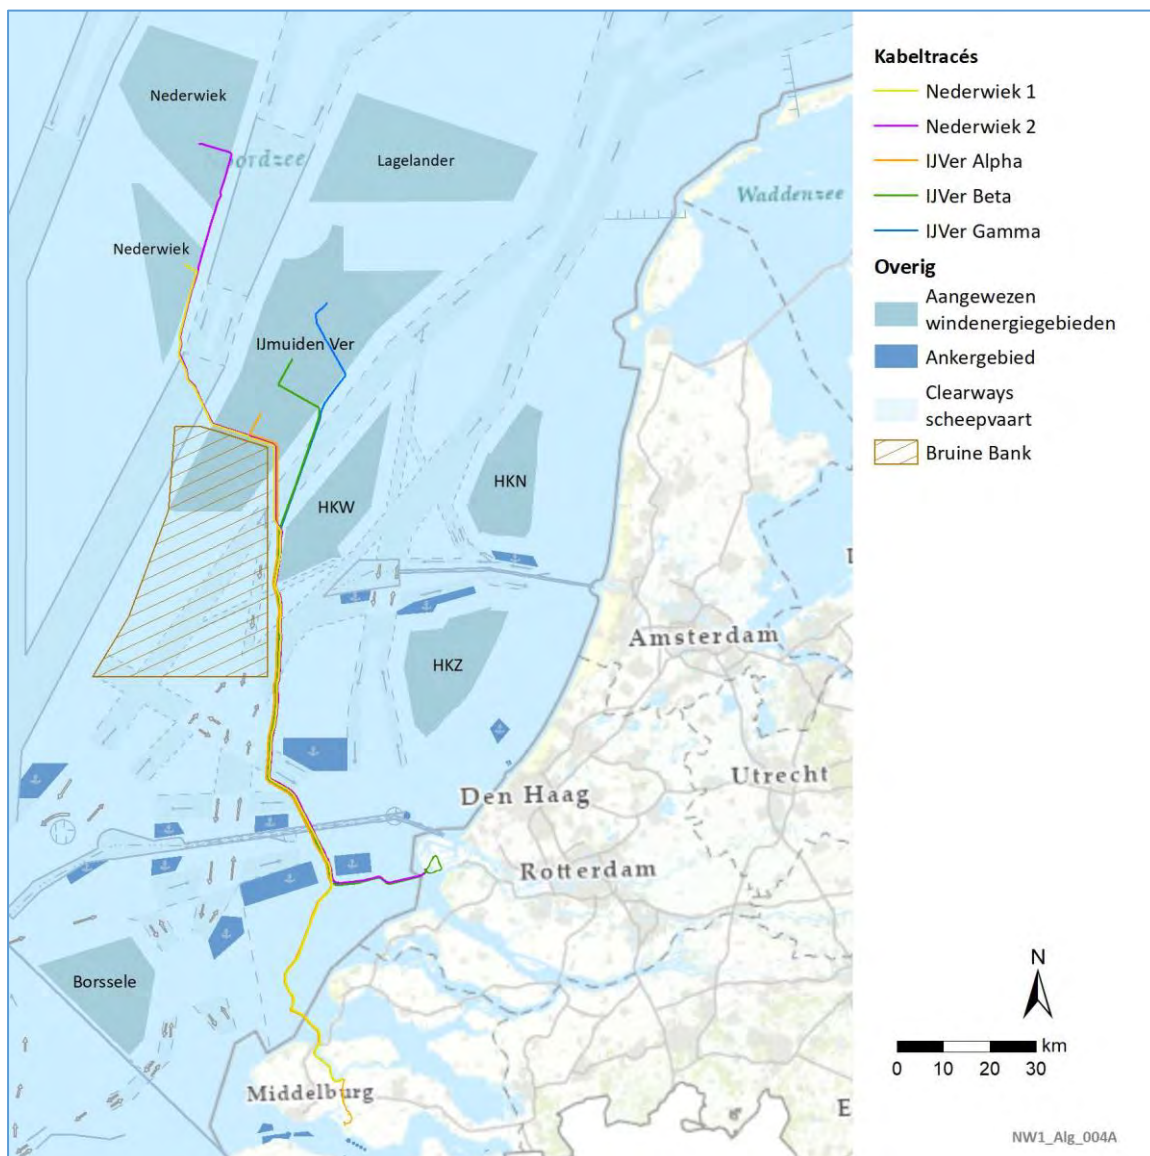 Nederwiek
Noordzee
Lagelander
Waddenzee
Nederwiek
IJmuiden Ver
HKN
HKW
Amsterdam
HKZ
Utrecht
Den Haag
Rotterdam
Borssele
Middelburg
E
Kabeltracés
Nederwiek 1
Nederwiek 2
IJVer Alpha
IJVer Beta
IJVer Gamma
Overig
Aangewezen
windenergiegebieden
Ankergebied
Clearways
scheepvaart
Bruine Bank
N
km
0 10 20 30
NW1_Alg_004A